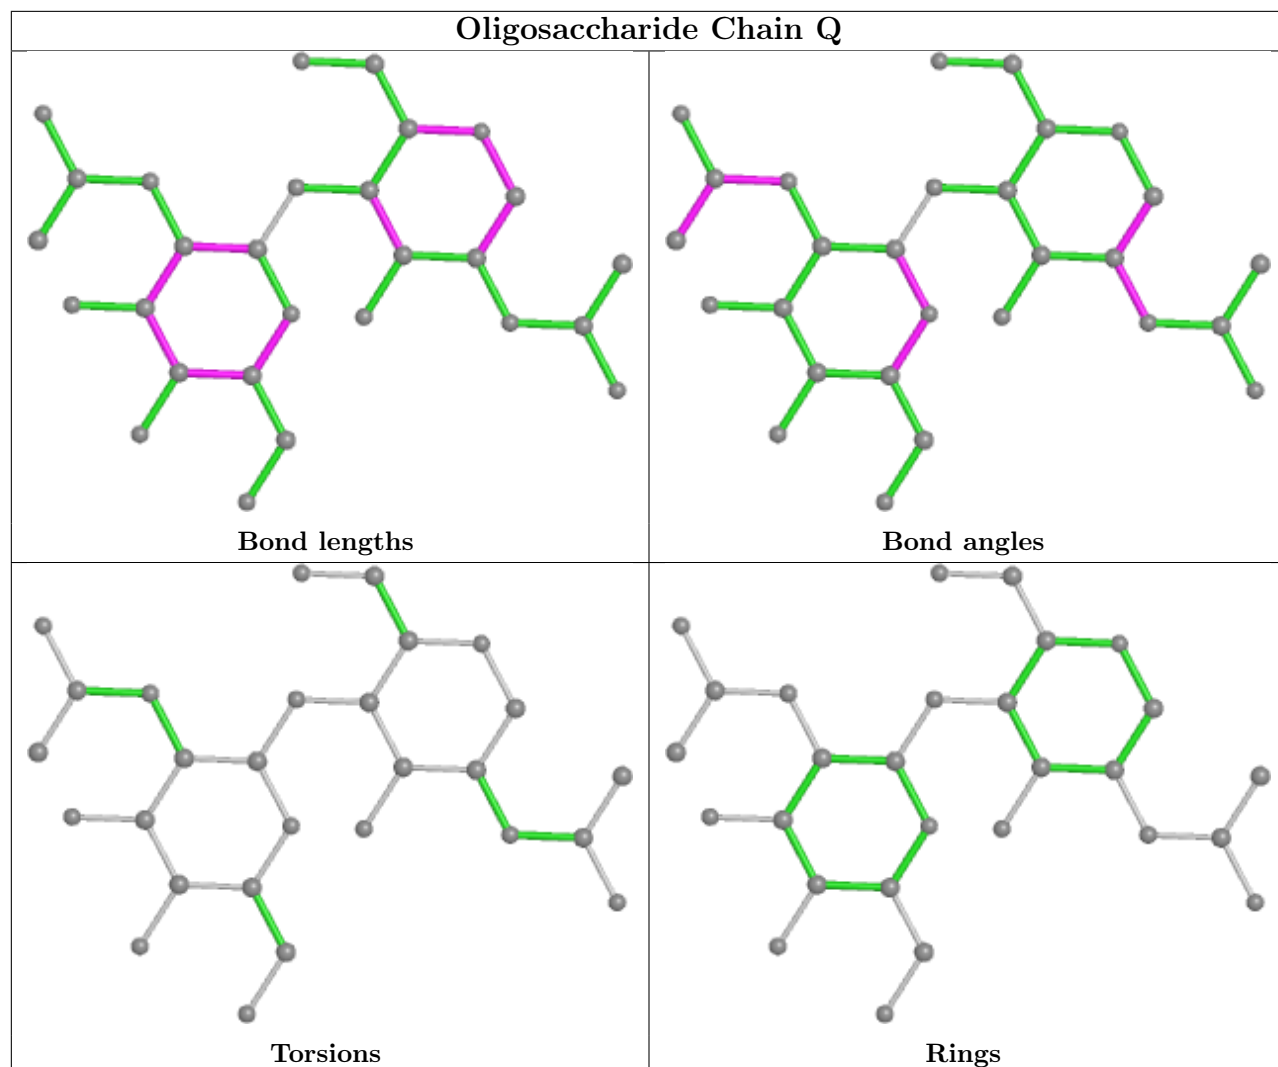 Oligosaccharide Chain Q
Bond lengths
Bond angles
Torsions
Rings